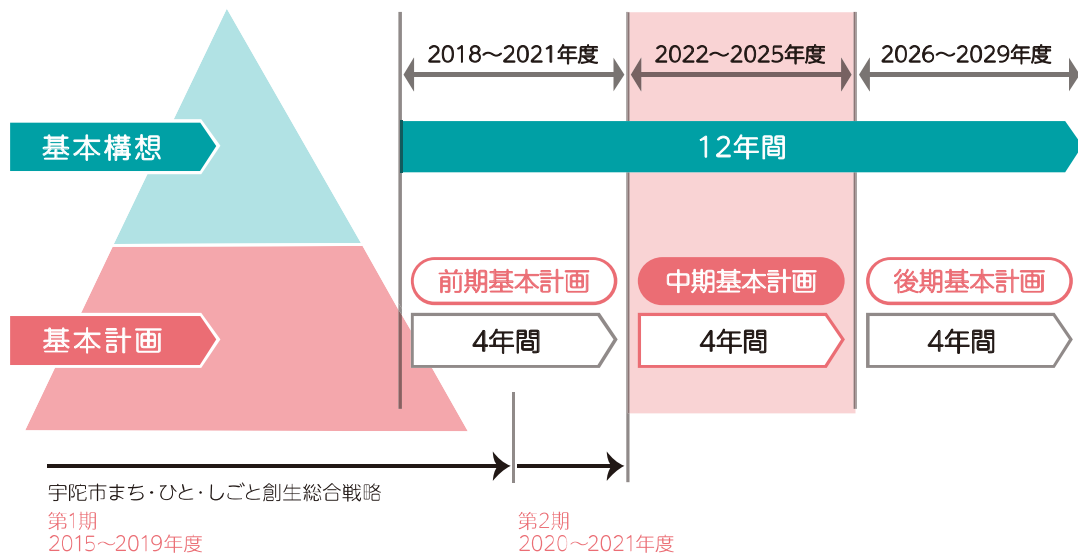 2018～2021年度
2022～2025年度
2026～2029年度
基本構想
12年間
前期基本計画
中期基本計画
後期基本計画
基本計画
4年間
4年間
4年間
宇陀市まち・ひと・しごと創生総合戦略
第1期
2015～2019年度
第2期
2020～2021年度